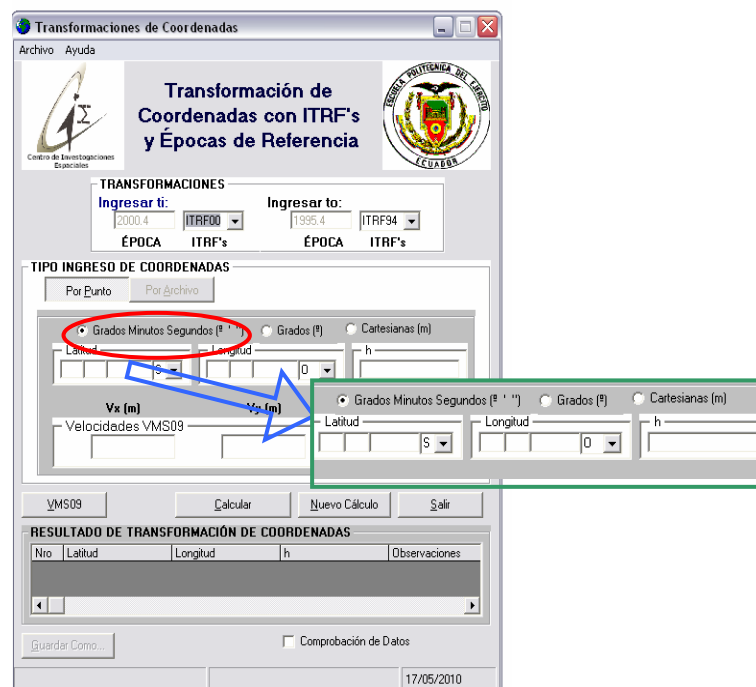 Transformaciones de Coordenadas
Archivo Ayuda
Centro de Investogaciones
Espaciales
Transformación de
Coordenadas con ITRF's
y Épocas de Referencia
ESCUELA POLITECNICA DEL EJERCITO
ECUADOR
TRANSFORMACIONES
Ingresar ti: Ingresar to:
2000.4 ITRF00 1995.4 ITRF94
ÉPOCA ITRF's ÉPOCA ITRF's
TIPO INGRESO DE COORDENADAS
Por Punto Por Archivo
Grados Minutos Segundos (º ' '') Grados (º) Cartesianas (m)
Latitud Longitud h
S O
Vx (m) Vy (m)
Velocidades VMS09
Grados Minutos Segundos (º ' '') Grados (º) Cartesianas (m)
Latitud Longitud h
S O
VMS09 Calcular Nuevo Cálculo Salir
RESULTADO DE TRANSFORMACIÓN DE COORDENADAS
Nro Latitud Longitud h Observaciones
Guardar Como... Comprobación de Datos
17/05/2010